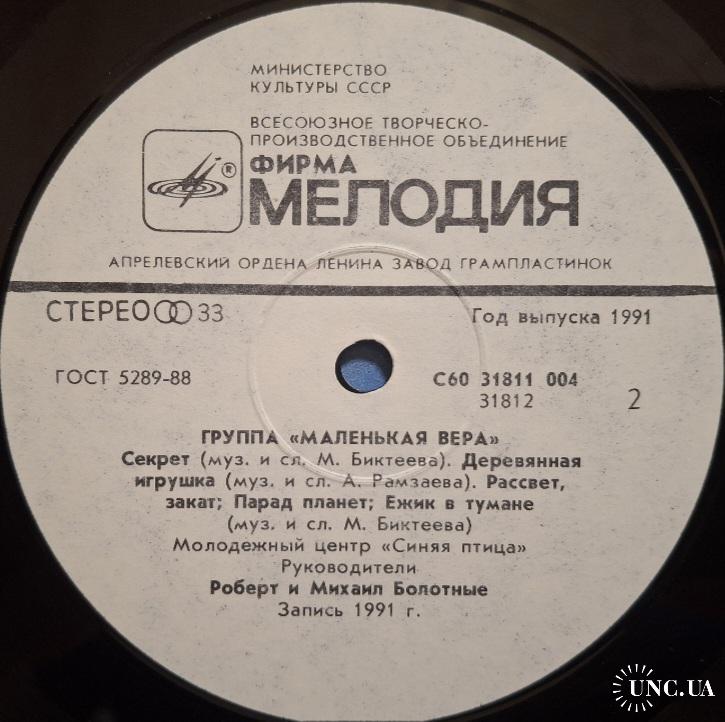 МИНИСТЕРСТВО
КУЛЬТУРЫ СССР
ВСЕСОЮЗНОЕ ТВОРЧЕСКО-
ПРОИЗВОДСТВЕННОЕ ОБЪЕДИНЕНИЕ
ФИРМА
®
МЕЛОДИЯ
АПРЕЛЕВСКИЙ ОРДЕНА ЛЕНИНА ЗАВОД ГРАМПЛАСТИНОК
СТЕРЕО 33
Год выпуска 1991
ГОСТ 5289-88
С60 31811 004
31812
2
ГРУППА «МАЛЕНЬКАЯ ВЕРА»
Секрет (муз. и сл. М. Биктеева). Деревянная
игрушка (муз. и сл. А. Рамзаева). Рассвет,
закат; Парад планет; Ежик в тумане
(муз. и сл. М. Биктеева)
Молодежный центр «Синяя птица»
Руководители
Роберт и Михаил Болотные
Запись 1991 г.
UNC.UA